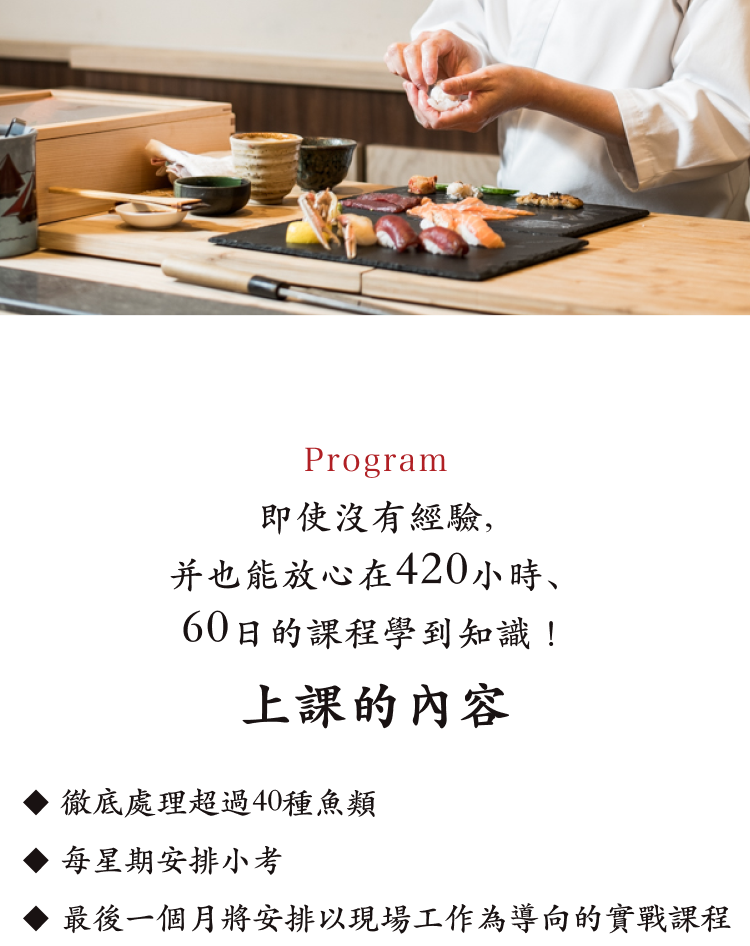 Program
即使沒有經驗,
并也能放心在420小時、
60日的課程學到知識！
上課的內容
◆ 徹底處理超過40種魚類
◆ 每星期安排小考
◆ 最後一個月將安排以現場工作為導向的實戰課程